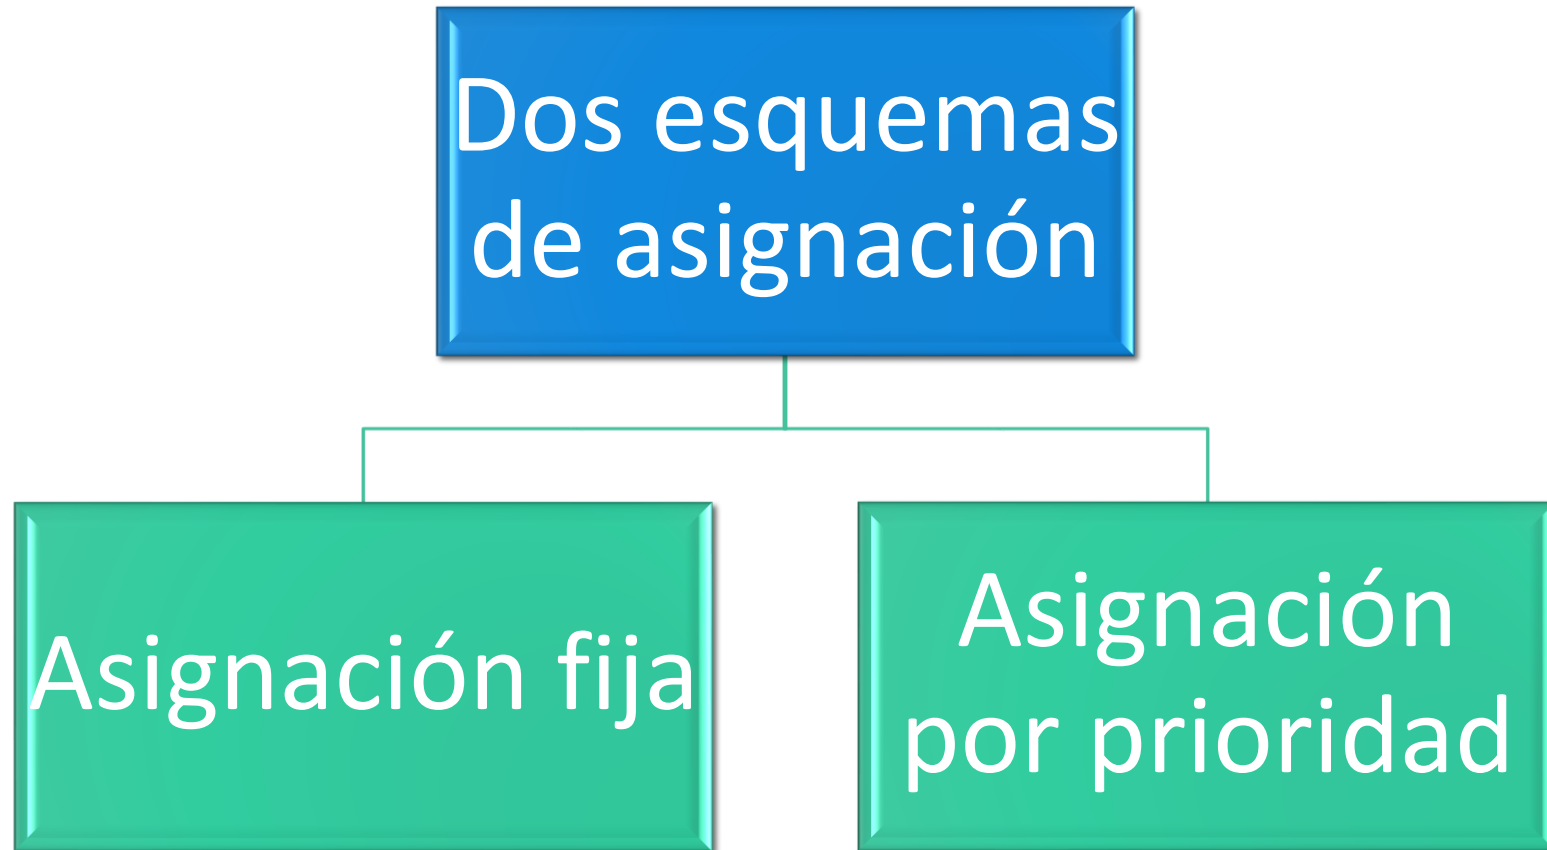 Dos esquemas
de asignación
Asignación fija
Asignación
por prioridad